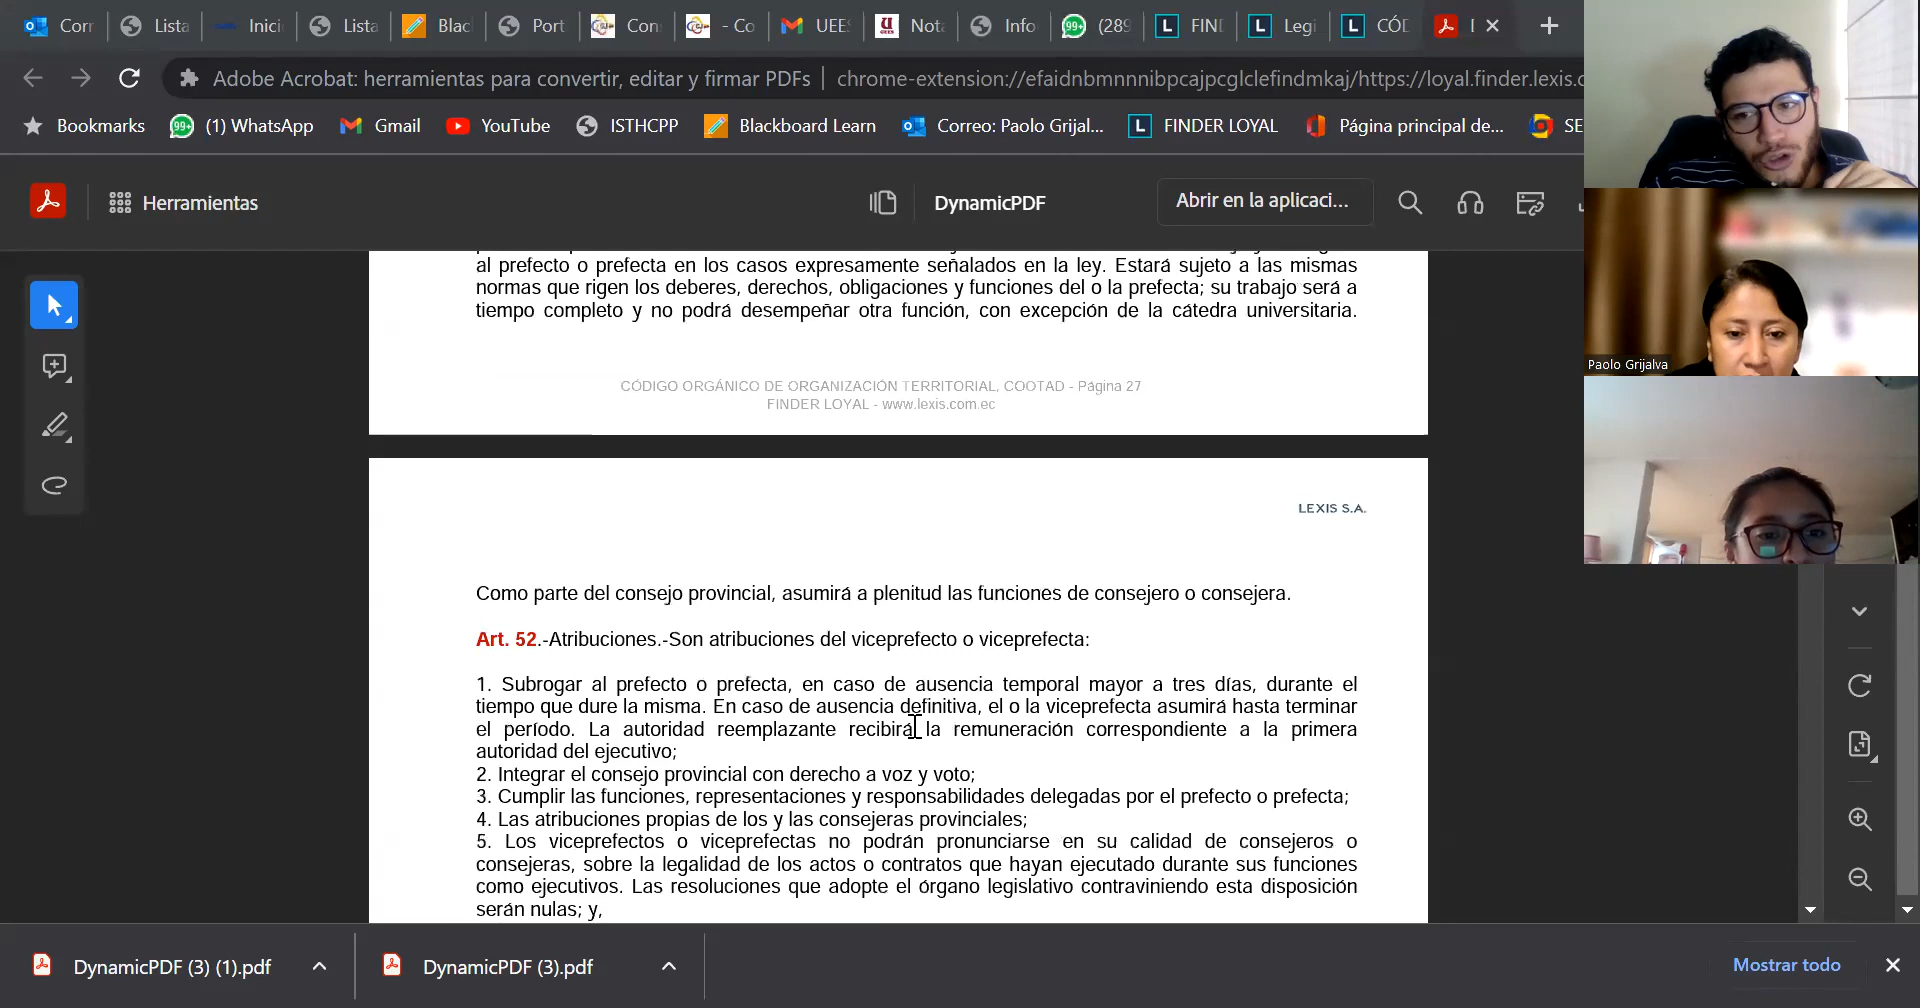 Corr
Lista
Inici
Lista
Blac
Port
Con
- Co
UEE
Not
Info
(289
FIN
Legi
CÓD
Adobe Acrobat: herramientas para convertir, editar y firmar PDFs
chrome-extension://efaidnbmnnnibpcajpcglclefindmkaj/https://loyal.finder.lexis.c
Bookmarks
99+
(1) WhatsApp
Gmail
YouTube
ISTHCPP
Blackboard Learn
Correo: Paolo Grijal...
L
FINDER LOYAL
Página principal de...
SE
Herramientas
DynamicPDF
Abrir en la aplicaci...
al prefecto o prefecta en los casos expresamente señalados en la ley. Estará sujeto a las mismas
normas que rigen los deberes, derechos, obligaciones y funciones del o la prefecta; su trabajo será a
tiempo completo y no podrá desempeñar otra función, con excepción de la cátedra universitaria.
CÓDIGO ORGÁNICO DE ORGANIZACIÓN TERRITORIAL, COOTAD - Página 27
FINDER LOYAL - www.lexis.com.ec
LEXIS S.A.
Como parte del consejo provincial, asumirá a plenitud las funciones de consejero o consejera.
Art. 52.-Atribuciones.-Son atribuciones del viceprefecto o viceprefecta:
1. Subrogar al prefecto o prefecta, en caso de ausencia temporal mayor a tres días, durante el
tiempo que dure la misma. En caso de ausencia definitiva, el o la viceprefecta asumirá hasta terminar
el período. La autoridad reemplazante recibirá la remuneración correspondiente a la primera
autoridad del ejecutivo;
2. Integrar el consejo provincial con derecho a voz y voto;
3. Cumplir las funciones, representaciones y responsabilidades delegadas por el prefecto o prefecta;
4. Las atribuciones propias de los y las consejeras provinciales;
5. Los viceprefectos o viceprefectas no podrán pronunciarse en su calidad de consejeros o
consejeras, sobre la legalidad de los actos o contratos que hayan ejecutado durante sus funciones
como ejecutivos. Las resoluciones que adopte el órgano legislativo contraviniendo esta disposición
serán nulas; y,
Paolo Grijalva
DynamicPDF (3) (1).pdf
DynamicPDF (3).pdf
Mostrar todo